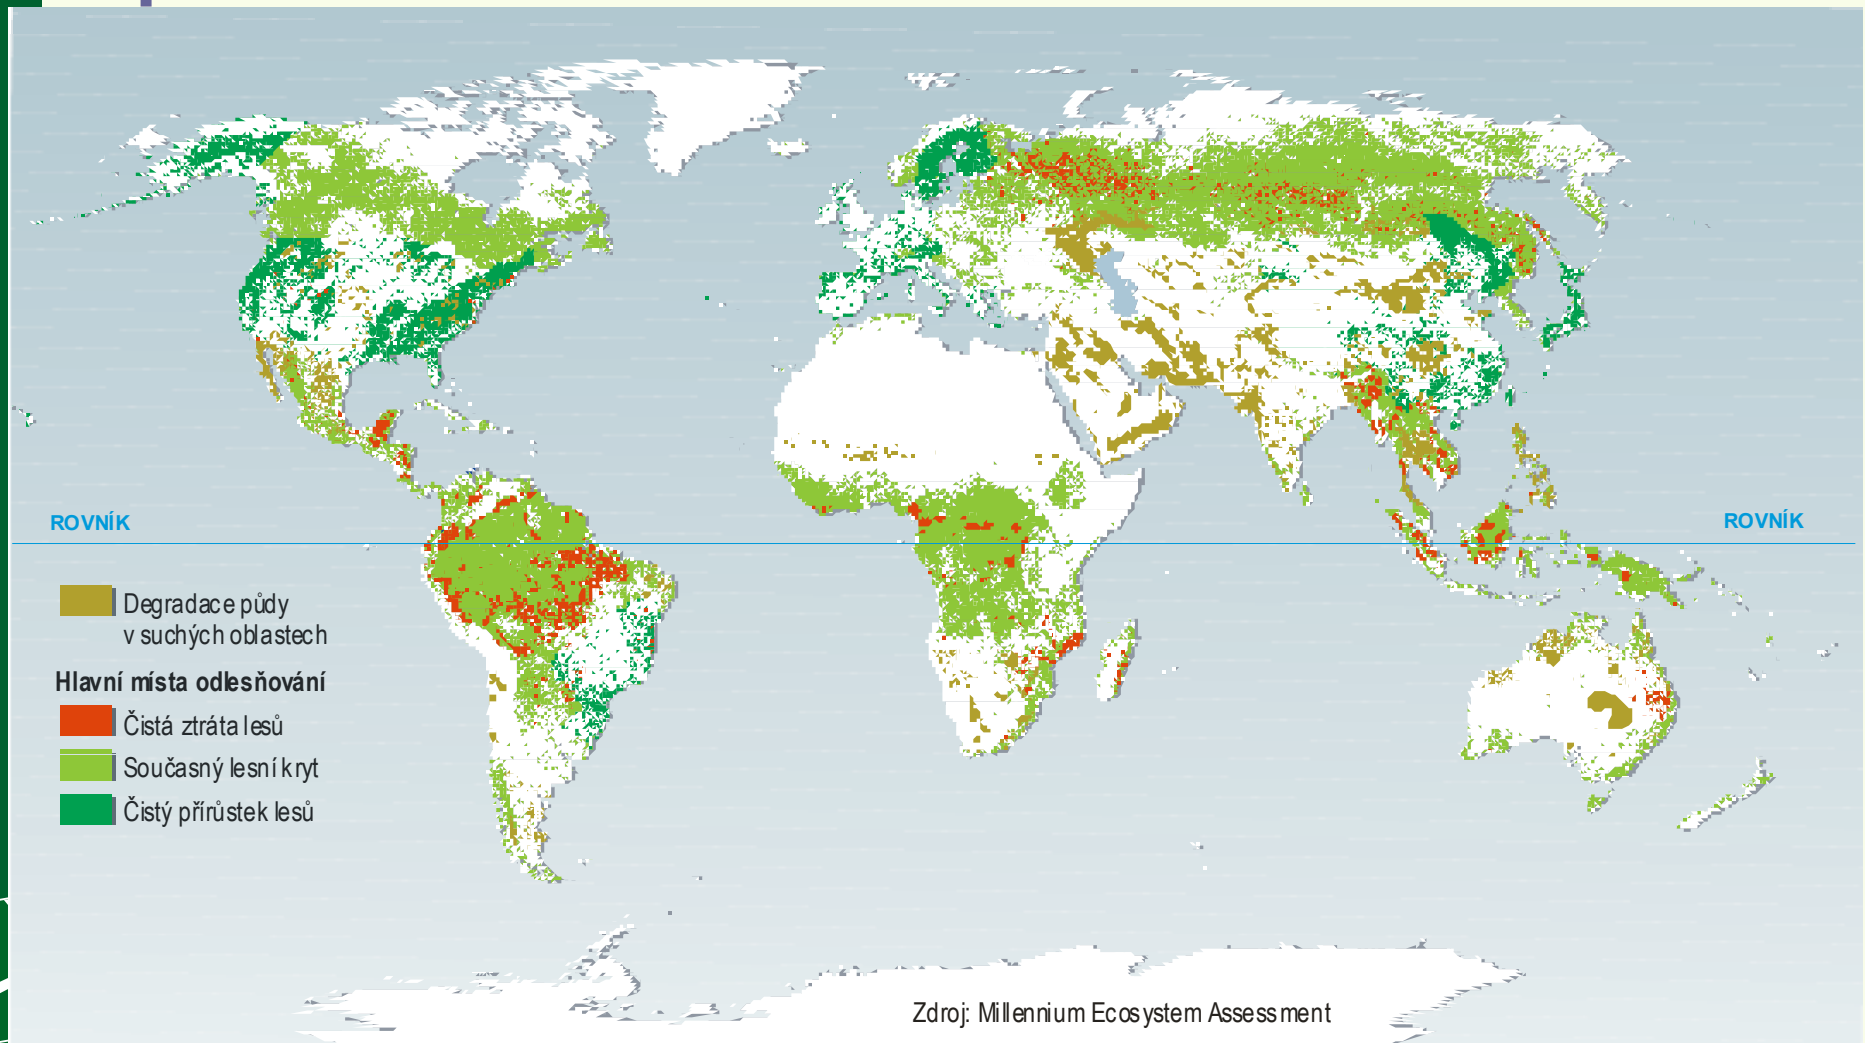 ROVNÍK
ROVNÍK
Degradace půdy
v suchých oblastech
Hlavní místa odlesňování
Čistá ztráta lesů
Současný lesní kryt
Čistý přírůstek lesů
Zdroj: Millennium Ecosystem Assessment